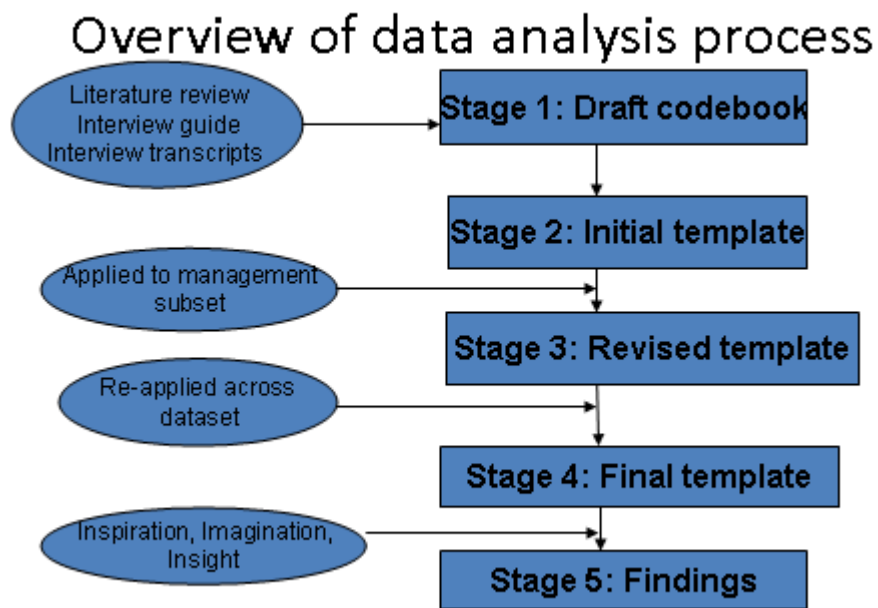 Overview of data analysis process
Literature review
Interview guide
Interview transcripts
Stage 1: Draft codebook
Stage 2: Initial template
Applied to management
subset
Stage 3: Revised template
Re-applied across
dataset
Stage 4: Final template
Inspiration, Imagination,
Insight
Stage 5: Findings